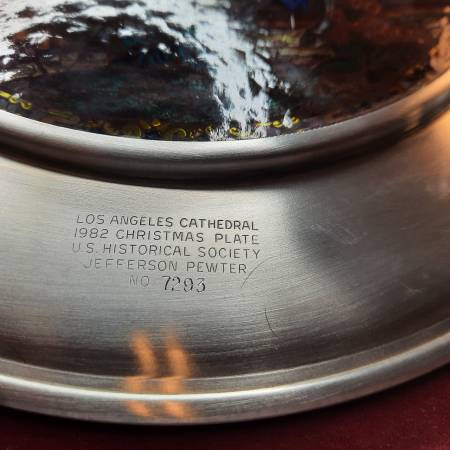 LOS ANGELES CATHEDRAL
1982 CHRISTMAS PLATE
U.S. HISTORICAL SOCIETY
JEFFERSON PEWTER
NO 7293